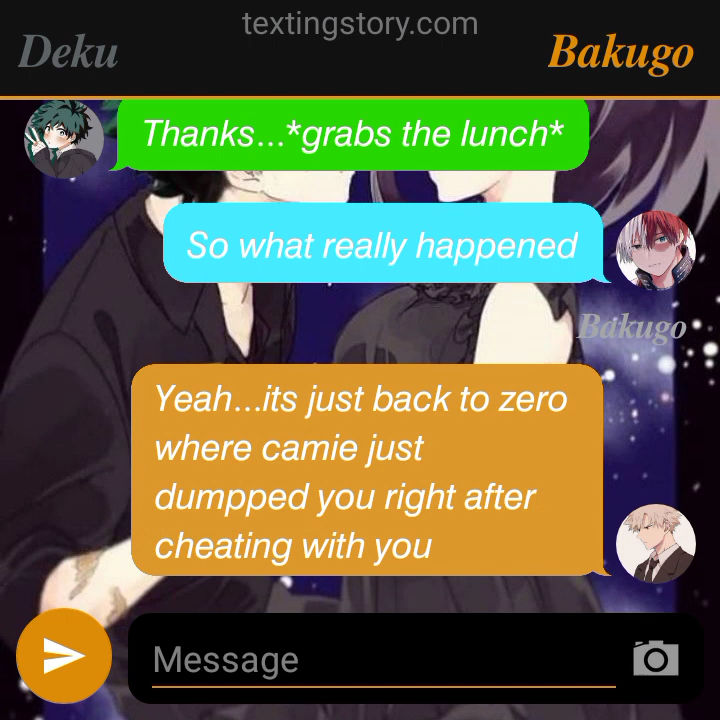 textingstory.com
Deku
Bakugo
Thanks...*grabs the lunch*
So what really happened
Bakugo
Yeah...its just back to zero
where camie just
dumpped you right after
cheating with you
Message